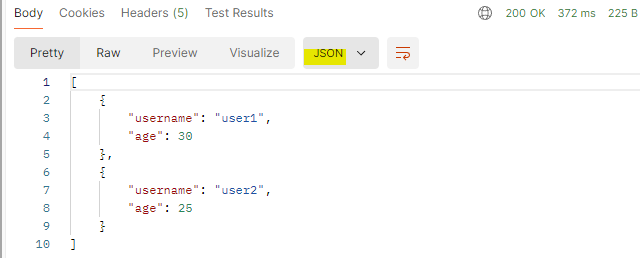 Body Cookies Headers (5) Test Results 200 OK 372 ms 225 B
Pretty Raw Preview Visualize JSON
1 [
2 {
3 "username": "user1",
4 "age": 30
5 },
6 {
7 "username": "user2",
8 "age": 25
9 }
10 ]